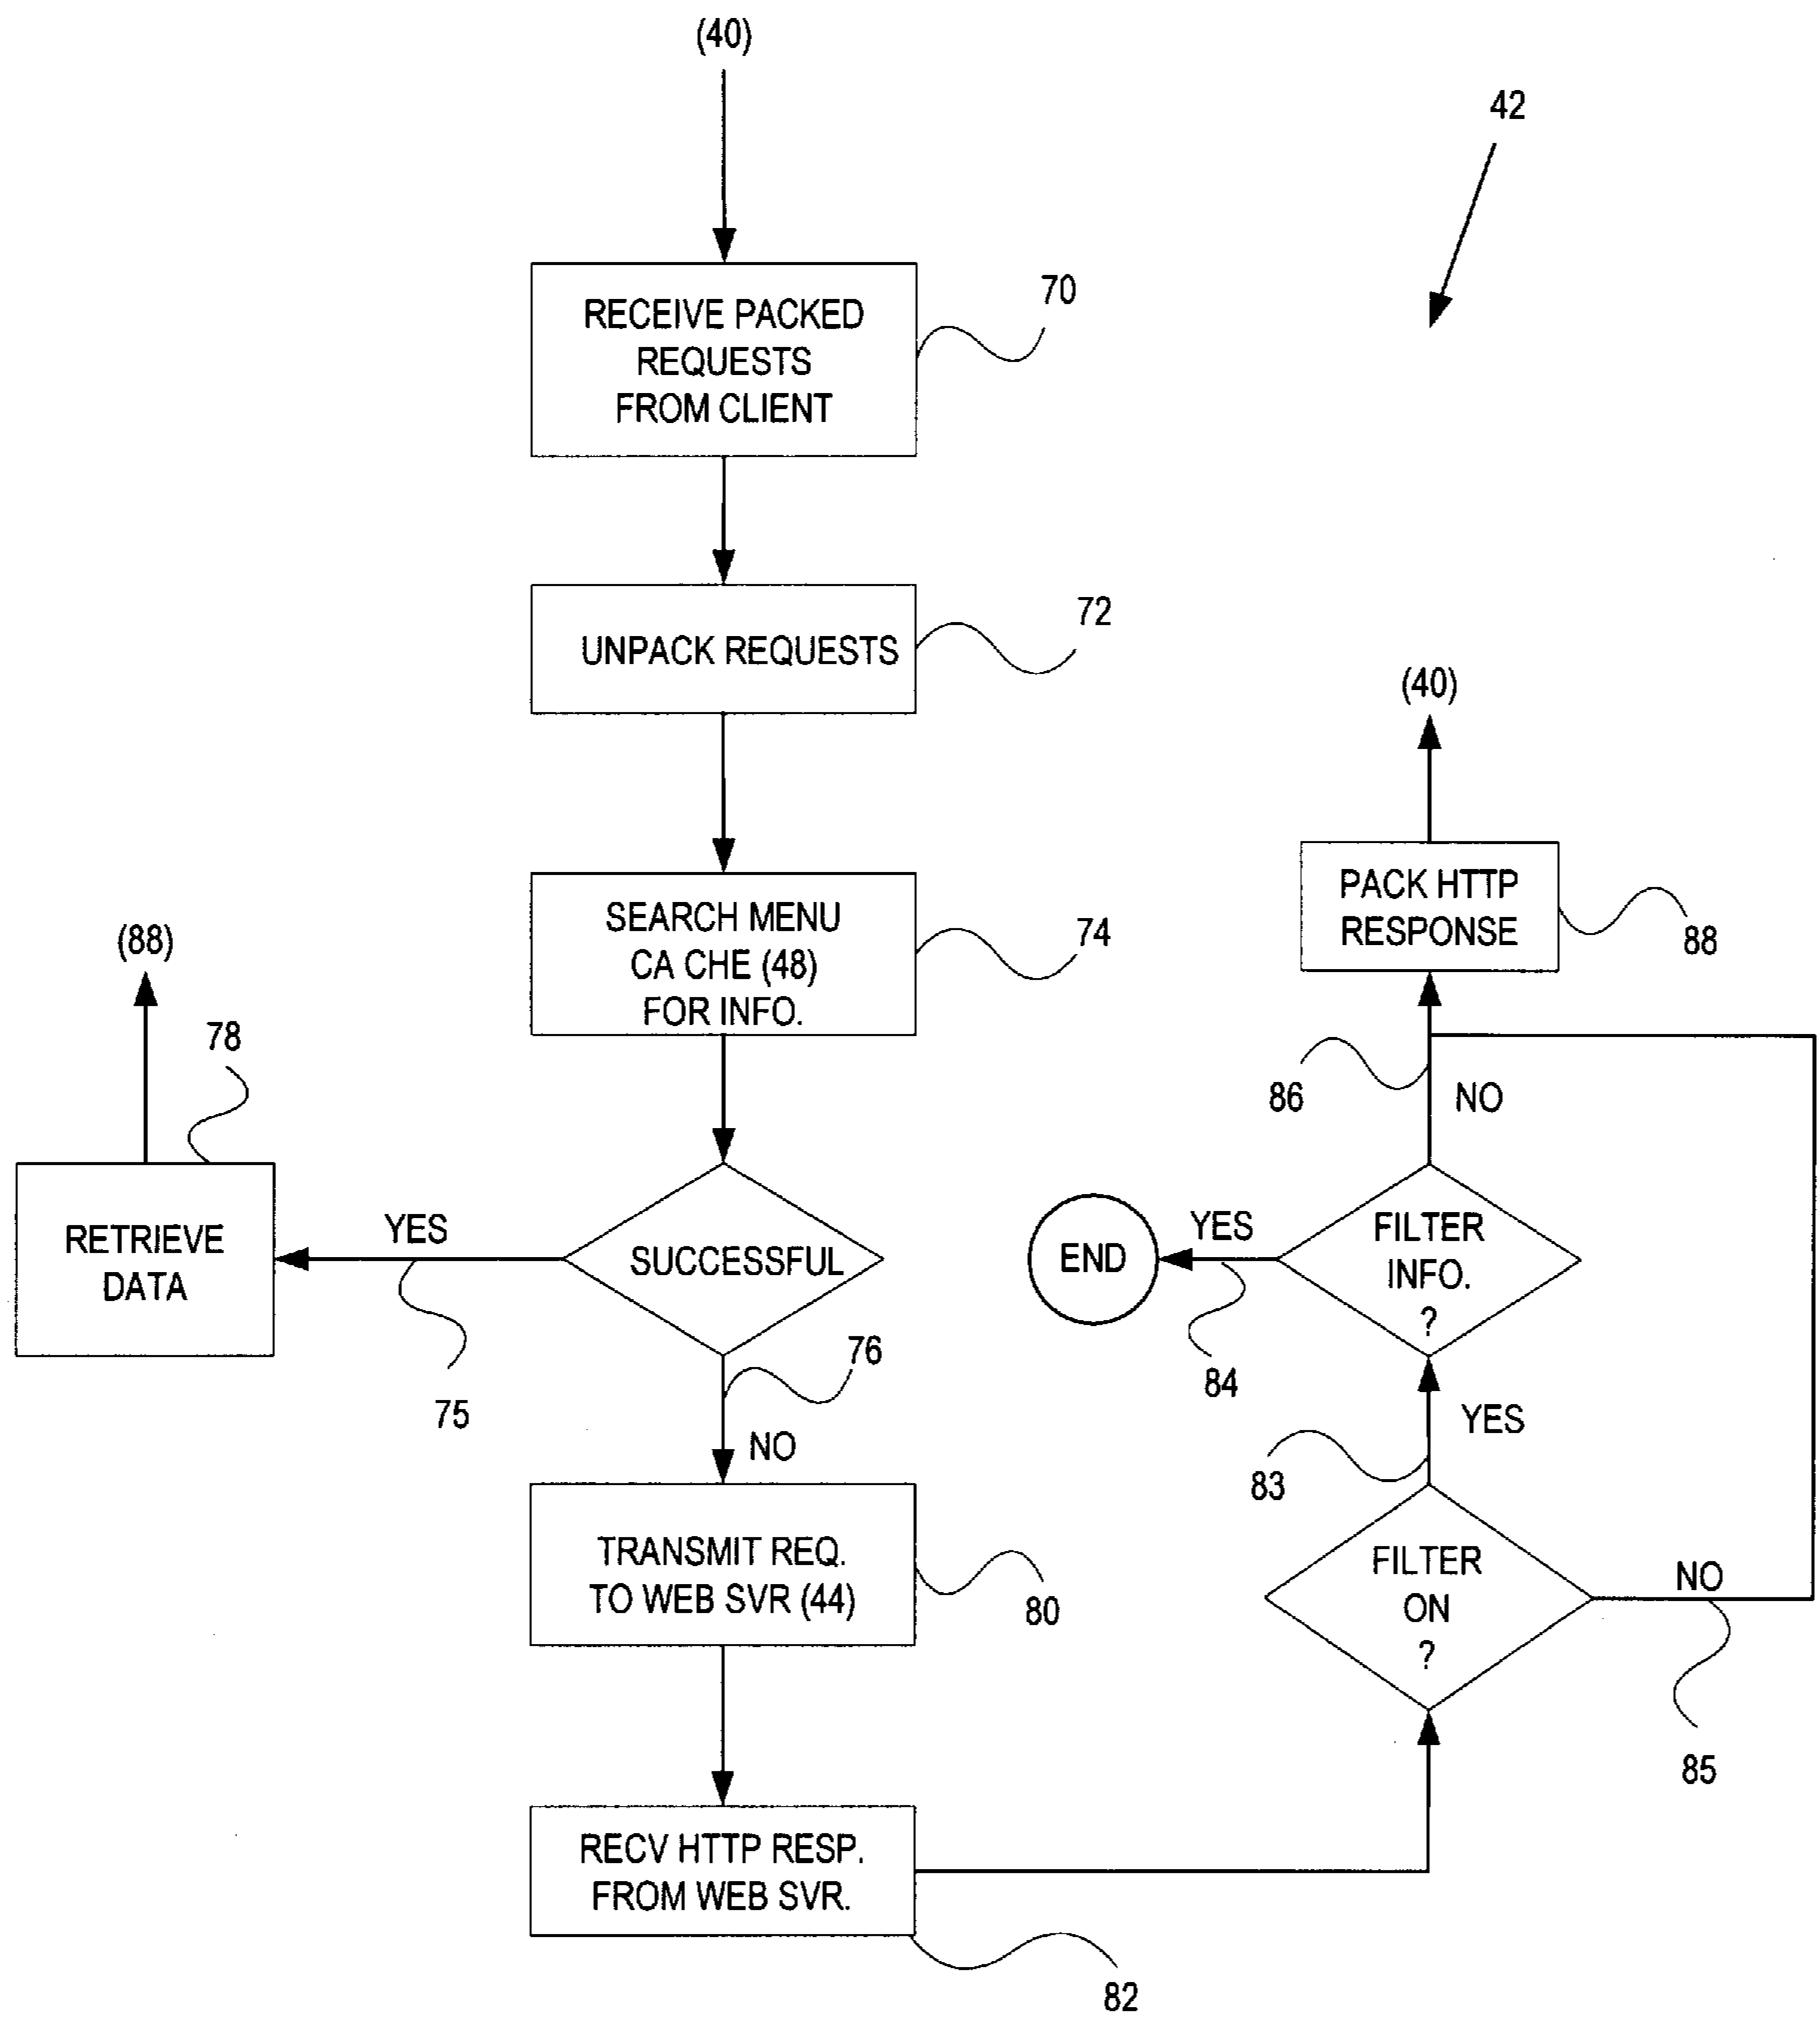 (40)
42
RECEIVE PACKED
REQUESTS
FROM CLIENT
70
UNPACK REQUESTS
72
SEARCH MENU
CA CHE (48)
FOR INFO.
74
(88)
78
RETRIEVE
DATA
YES
75
SUCCESSFUL
76
NO
TRANSMIT REQ.
TO WEB SVR (44)
80
RECV HTTP RESP.
FROM WEB SVR.
82
(40)
PACK HTTP
RESPONSE
88
86
NO
END
YES
84
FILTER
INFO.
?
83
YES
FILTER
ON
?
NO
85